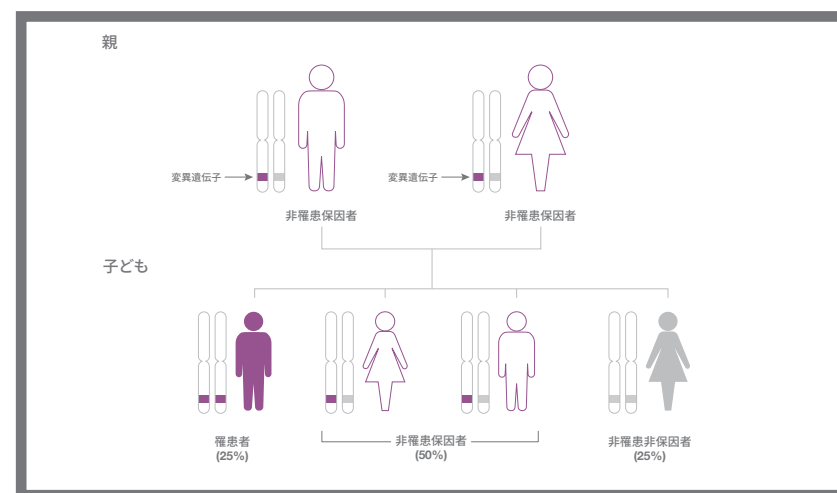 親
変異遺伝子
変異遺伝子
非罹患保因者
非罹患保因者
子ども
罹患者
(25%)
非罹患保因者
(50%)
非罹患非保因者
(25%)